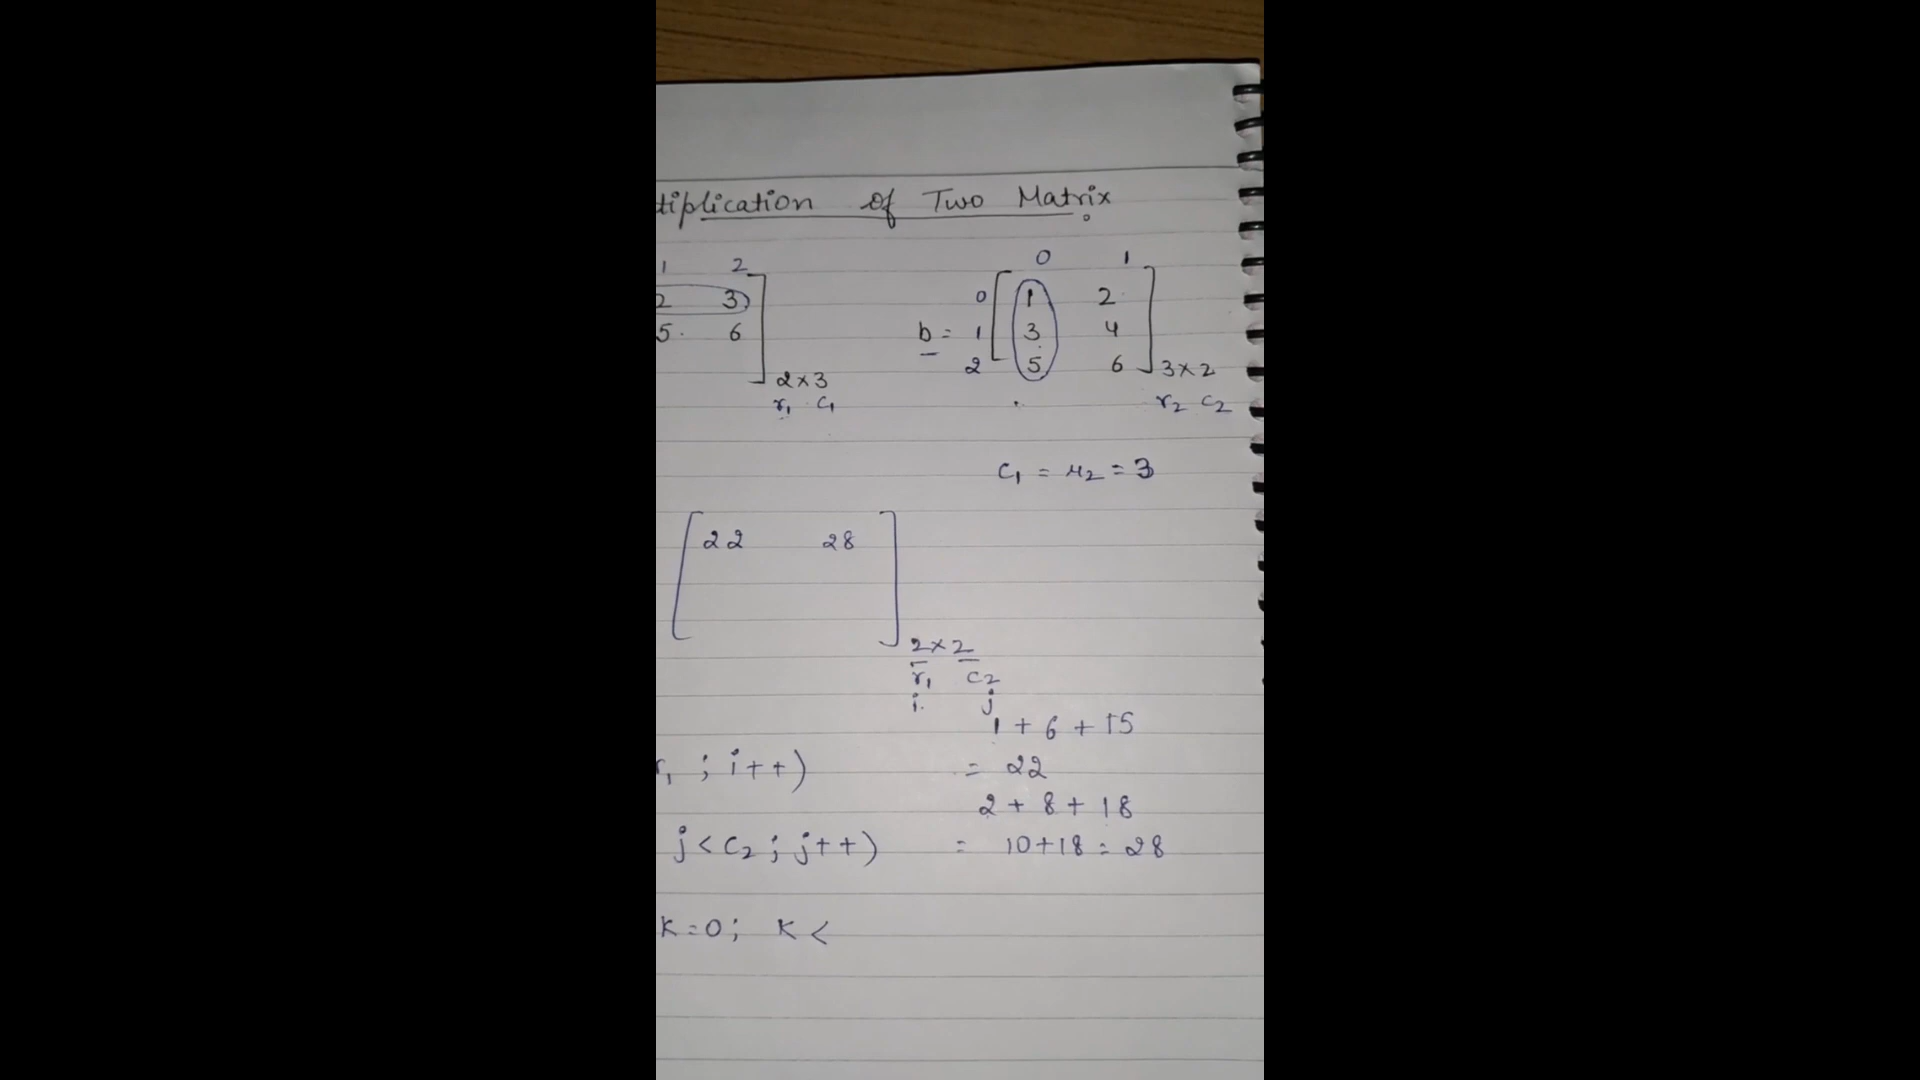 tiplication of Two Matrix
1 2 0 1
2 3 0 1 2
5 6 b = 1 3 4
2 5 6
2×3 3×2
r₁ c₁ r₂ c₂
c₁ = r₂ = 3
22 28
2×2
r₁ c₂
i j
1 + 6 + 15
r₁ ; i++) = 22
2 + 8 + 18
j < c₂ ; j++) = 10+18 = 28
K=0; K <